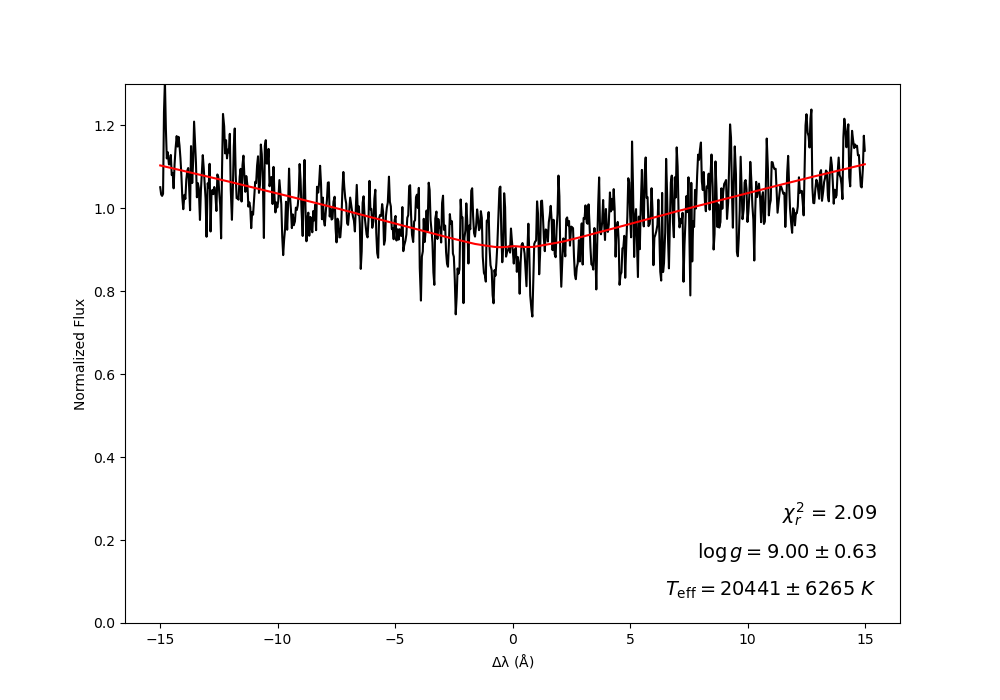 1.2
1.0
0.8
0.6
0.4
0.2
0.0
Normalized Flux
χ²ᵣ = 2.09
log g = 9.00 ± 0.63
T_eff = 20441 ± 6265 K
−15 −10 −5 0 5 10 15
Δλ (Å)